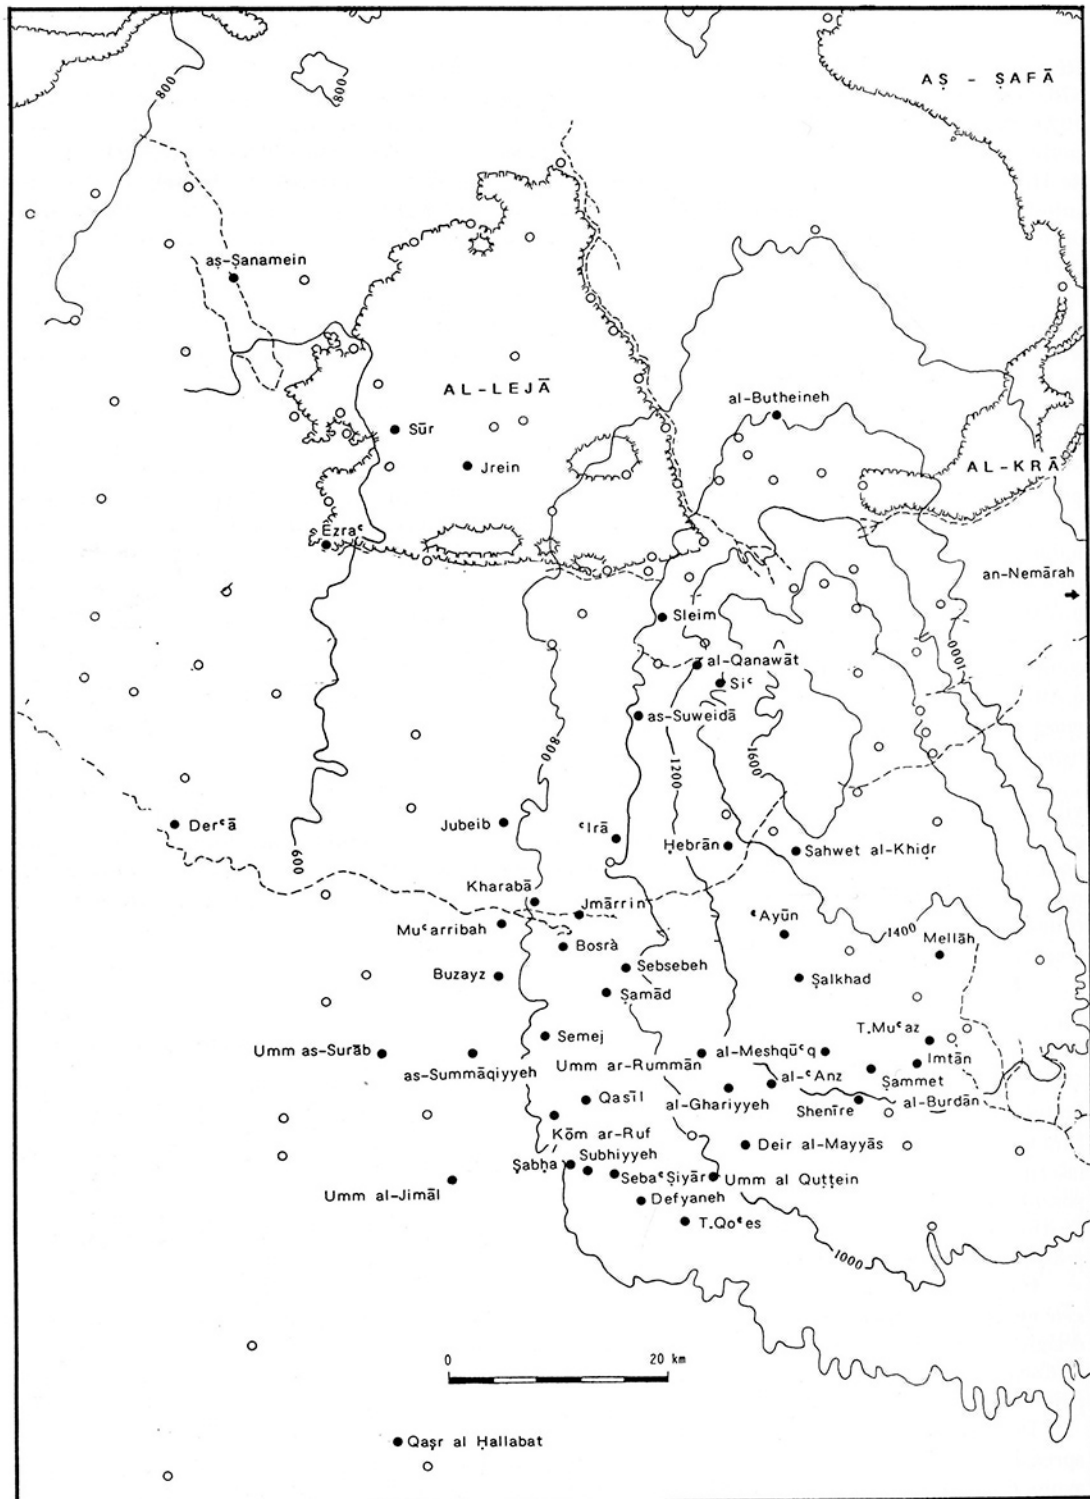 AṢ - ṢAFĀ
800
800
aṣ-Ṣanamein
AL-LEJĀ
al-Butheineh
Sūr
Jrein
AL-KRĀ
Ezraᶜ
an-Nemārah
Sleim
al-Qanawāt
Siᶜ
1000
as-Suweidā
800
1200
1600
Derᶜā
Jubeib
ᶜIrā
Ḥebrān
Sahwet al-Khiḍr
600
Kharabā
Jmārrin
ᶜAyūn
1400
Muᶜarribah
Mellāḥ
Bosrà
Buzayz
Sebsebeh
Ṣalkhad
Ṣamād
Semej
T.Muᶜaz
Umm as-Surāb
as-Summāqiyyeh
Umm ar-Rummān
al-Meshqūᶜq
Imtān
al-ᶜAnz
Ṣammet
Qasīl
al-Ghariyyeh
Shenīre
al-Burdān
Kōm ar-Ruf
Deir al-Mayyās
Ṣabḥa
Subhiyyeh
Umm al-Jimāl
Sebaᶜ Ṣiyār
Umm al Quṭṭein
Defyaneh
T.Qoᶜes
1000
0 20 km
Qaṣr al Ḥallabat